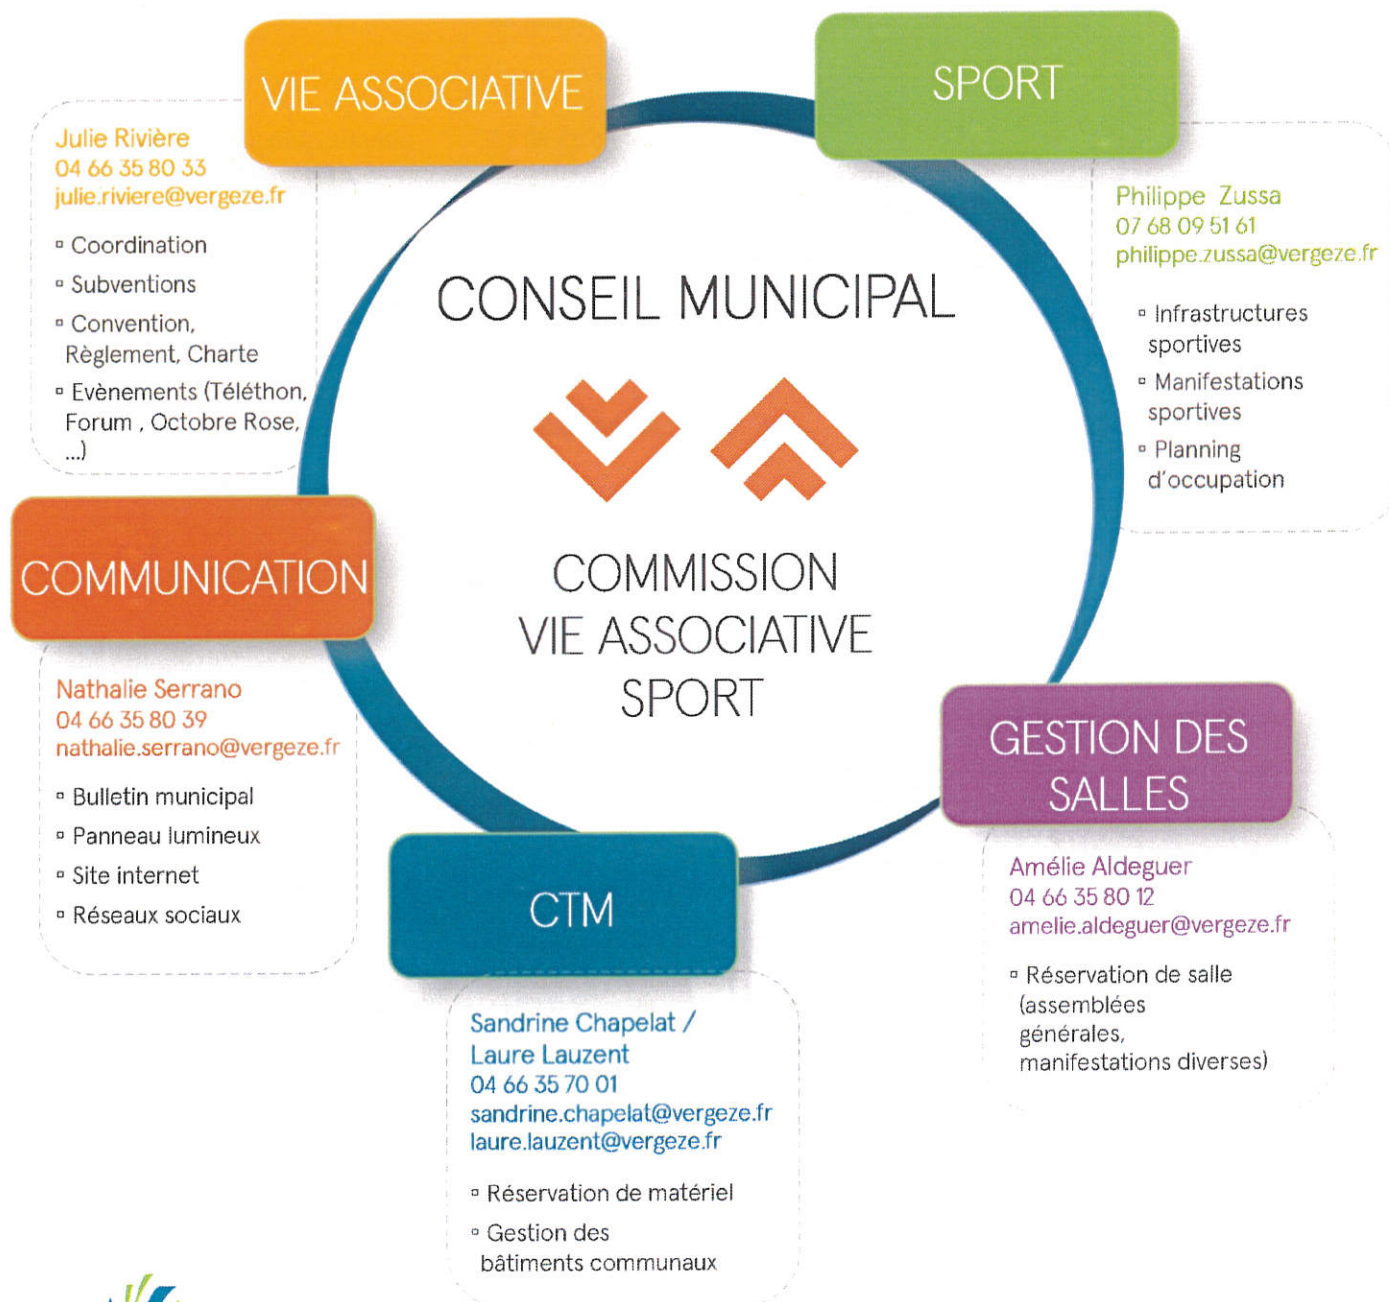 VIE ASSOCIATIVE
Julie Rivière
04 66 35 80 33
julie.riviere@vergeze.fr
▫ Coordination
▫ Subventions
▫ Convention,
Règlement, Charte
▫ Evènements (Téléthon,
Forum , Octobre Rose,
...)
SPORT
Philippe Zussa
07 68 09 51 61
philippe.zussa@vergeze.fr
▫ Infrastructures
sportives
▫ Manifestations
sportives
▫ Planning
d'occupation
CONSEIL MUNICIPAL
COMMISSION
VIE ASSOCIATIVE
SPORT
COMMUNICATION
Nathalie Serrano
04 66 35 80 39
nathalie.serrano@vergeze.fr
▫ Bulletin municipal
▫ Panneau lumineux
▫ Site internet
▫ Réseaux sociaux
CTM
Sandrine Chapelat /
Laure Lauzent
04 66 35 70 01
sandrine.chapelat@vergeze.fr
laure.lauzent@vergeze.fr
▫ Réservation de matériel
▫ Gestion des
bâtiments communaux
GESTION DES
SALLES
Amélie Aldeguer
04 66 35 80 12
amelie.aldeguer@vergeze.fr
▫ Réservation de salle
(assemblées
générales,
manifestations diverses)